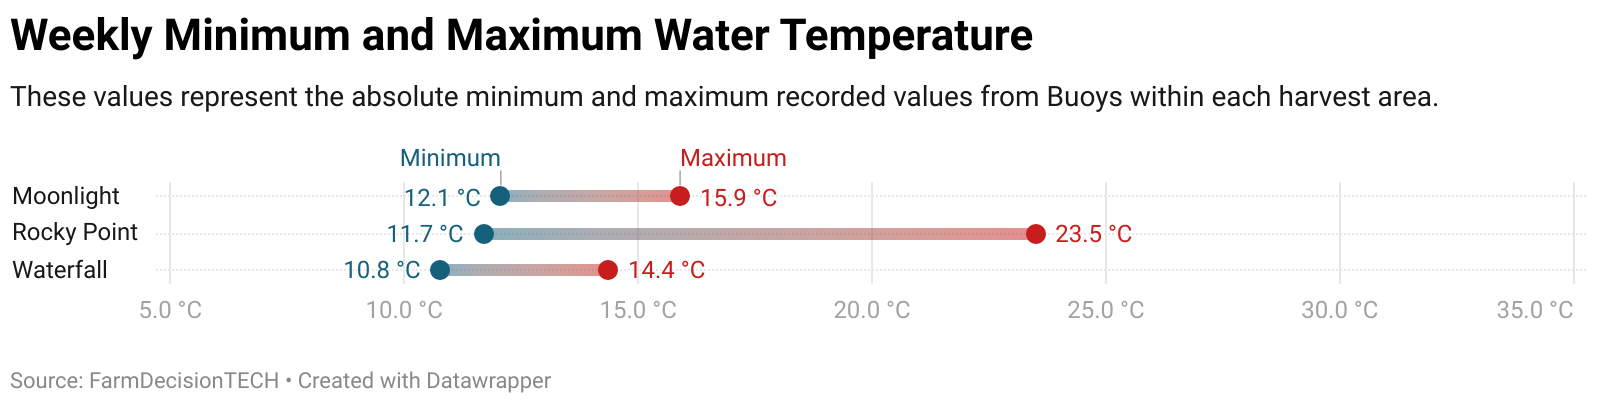 Weekly Minimum and Maximum Water Temperature
These values represent the absolute minimum and maximum recorded values from Buoys within each harvest area.
Minimum Maximum
Moonlight 12.1 °C 15.9 °C
Rocky Point 11.7 °C 23.5 °C
Waterfall 10.8 °C 14.4 °C
5.0 °C 10.0 °C 15.0 °C 20.0 °C 25.0 °C 30.0 °C 35.0 °C
Source: FarmDecisionTECH • Created with Datawrapper